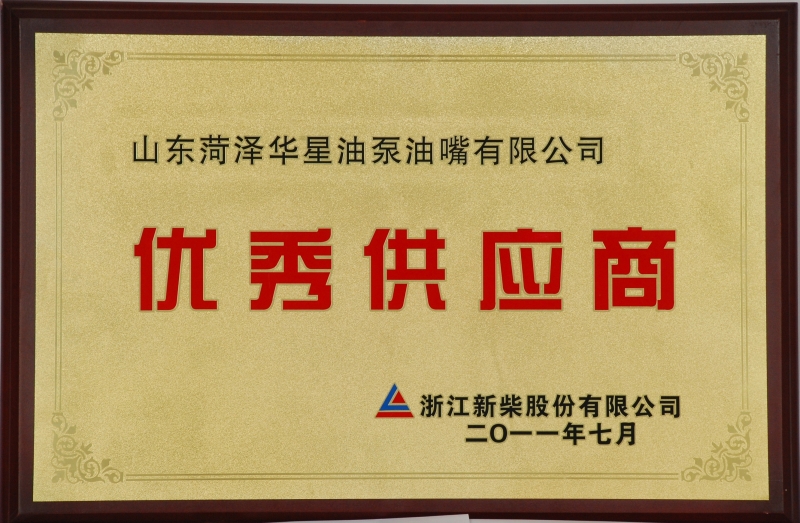 山东菏泽华星油泵油嘴有限公司
优秀供应商
浙江新柴股份有限公司
二〇一一年七月